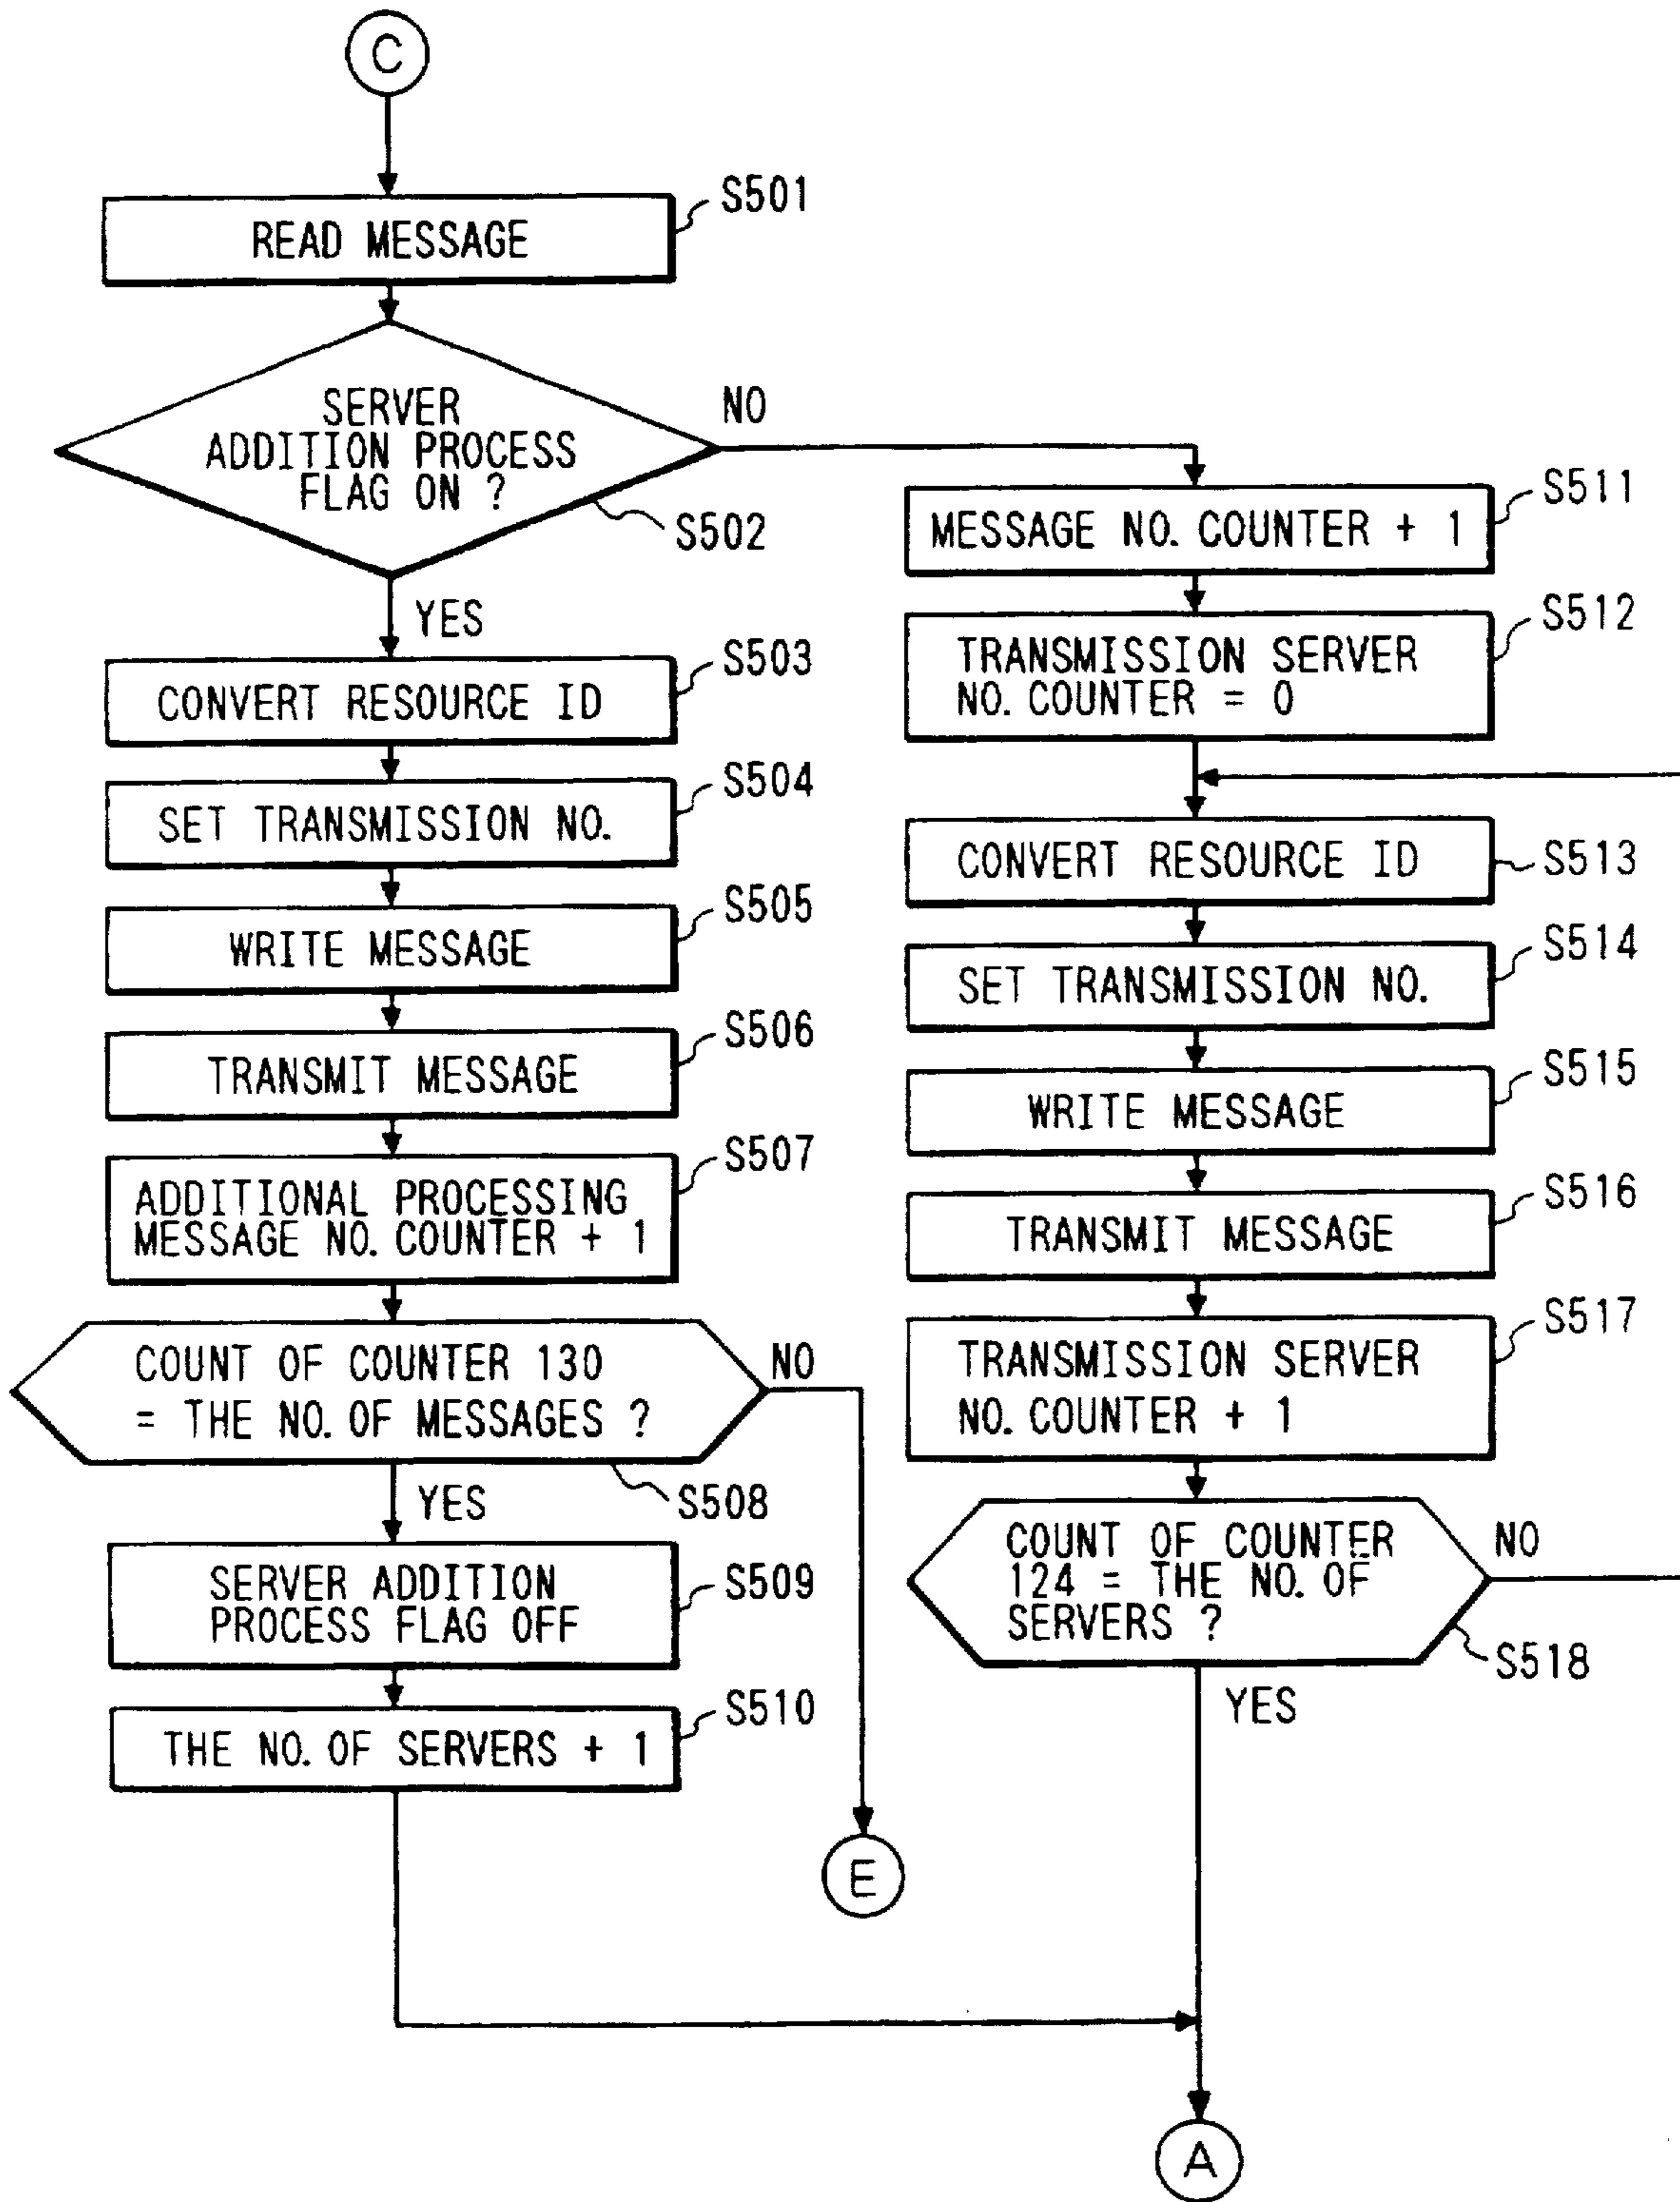 C
READ MESSAGE
S501
SERVER
ADDITION PROCESS
FLAG ON ?
S502
NO
YES
CONVERT RESOURCE ID
S503
SET TRANSMISSION NO.
S504
WRITE MESSAGE
S505
TRANSMIT MESSAGE
S506
ADDITIONAL PROCESSING
MESSAGE NO. COUNTER + 1
S507
COUNT OF COUNTER 130
= THE NO. OF MESSAGES ?
S508
NO
YES
SERVER ADDITION
PROCESS FLAG OFF
S509
THE NO. OF SERVERS + 1
S510
E
MESSAGE NO. COUNTER + 1
S511
TRANSMISSION SERVER
NO. COUNTER = 0
S512
CONVERT RESOURCE ID
S513
SET TRANSMISSION NO.
S514
WRITE MESSAGE
S515
TRANSMIT MESSAGE
S516
TRANSMISSION SERVER
NO. COUNTER + 1
S517
COUNT OF COUNTER
124 = THE NO. OF
SERVERS ?
S518
NO
YES
A